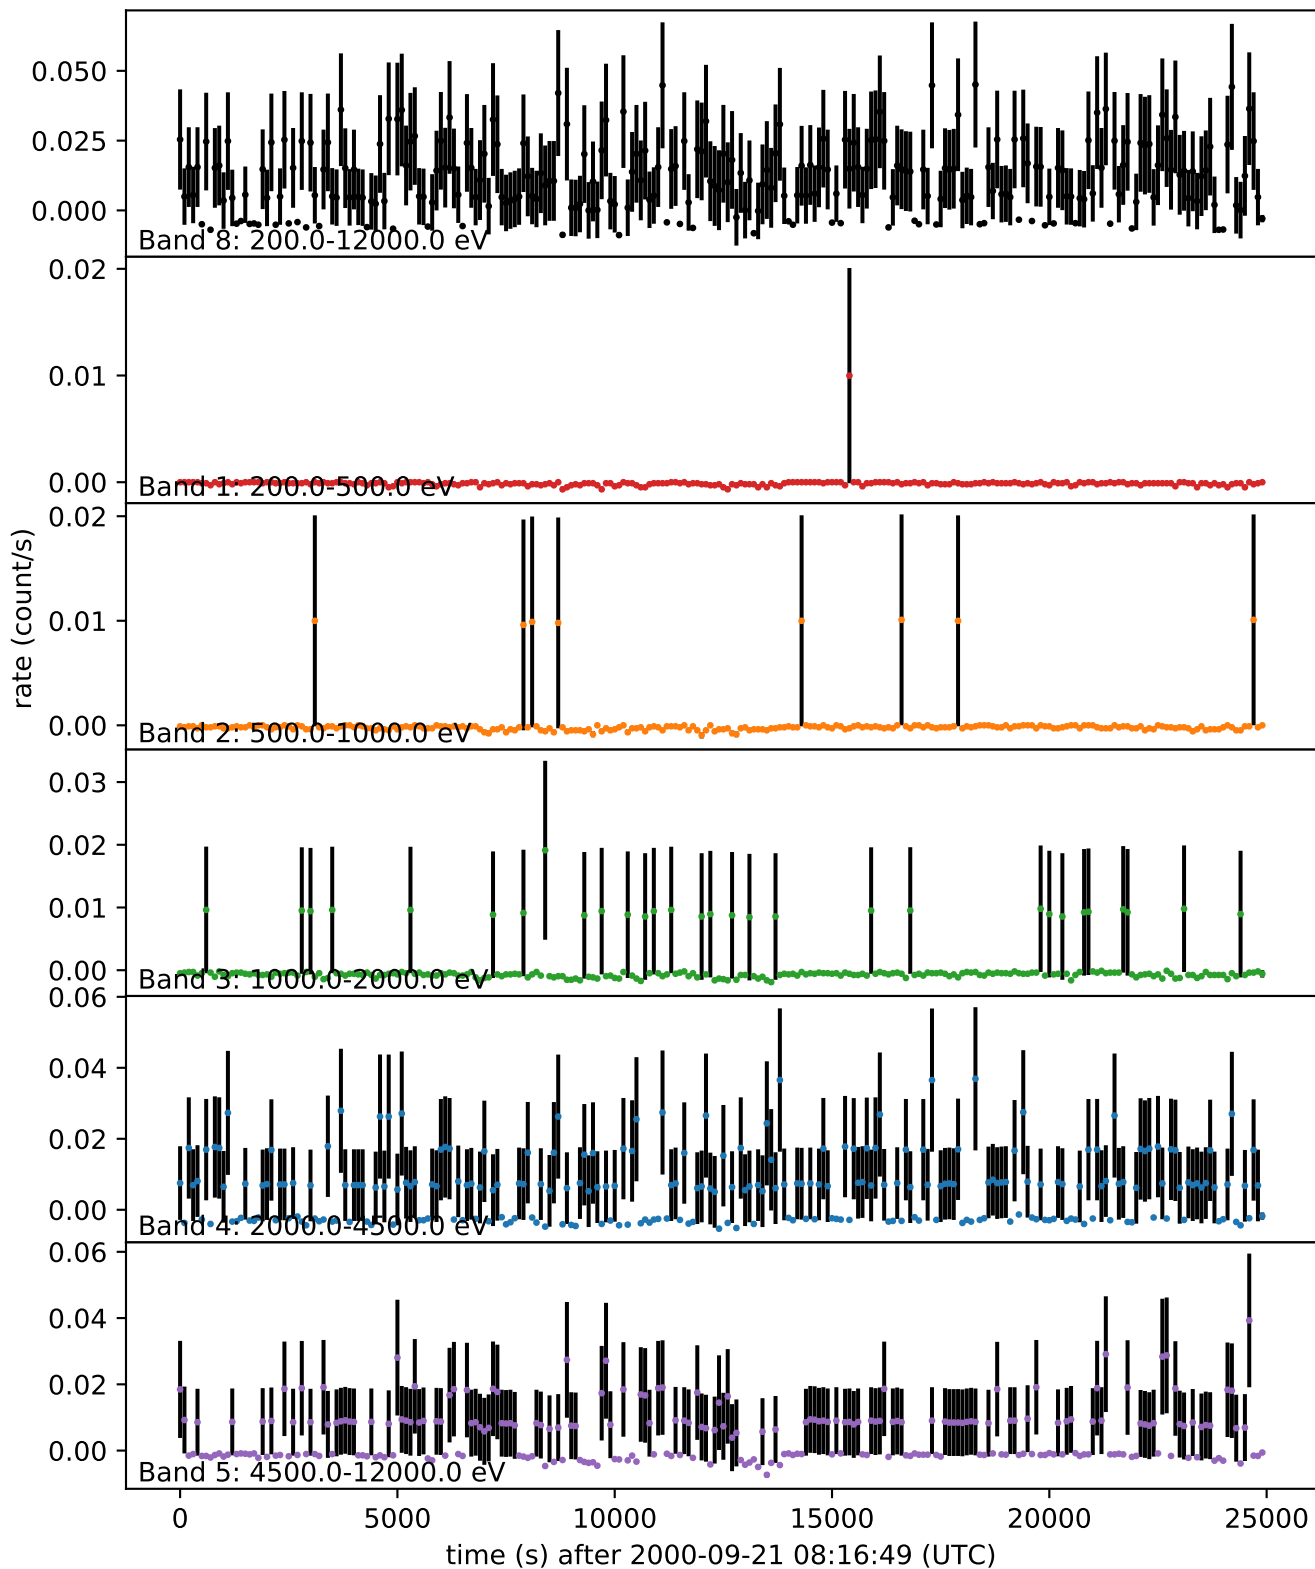 0.050
0.025
0.000
Band 8: 200.0-12000.0 eV
0.02
0.01
0.00
Band 1: 200.0-500.0 eV
0.02
0.01
0.00
Band 2: 500.0-1000.0 eV
rate (count/s)
0.03
0.02
0.01
0.00
Band 3: 1000.0-2000.0 eV
0.06
0.04
0.02
0.00
Band 4: 2000.0-4500.0 eV
0.06
0.04
0.02
0.00
Band 5: 4500.0-12000.0 eV
0 5000 10000 15000 20000 25000
time (s) after 2000-09-21 08:16:49 (UTC)